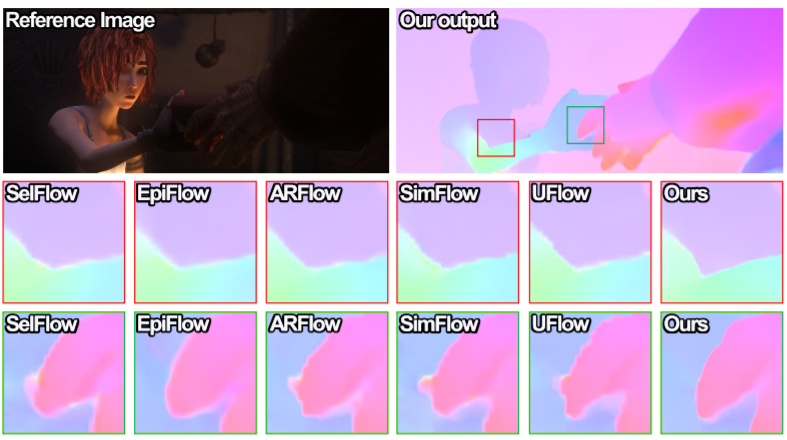 Reference Image
Our output
SelFlow
EpiFlow
ARFlow
SimFlow
UFlow
Ours
SelFlow
EpiFlow
ARFlow
SimFlow
UFlow
Ours